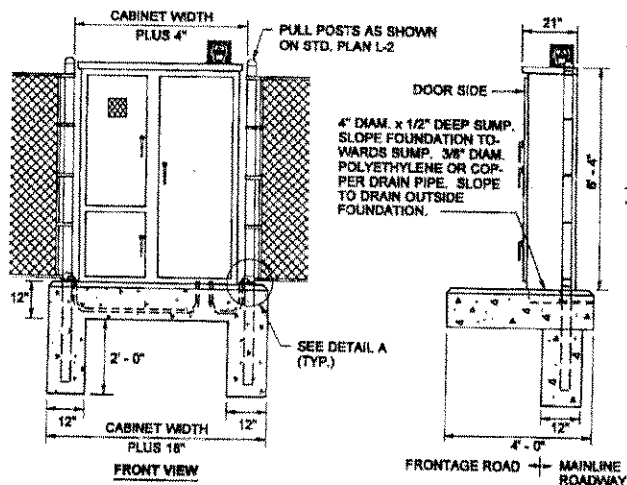 CABINET WIDTH
PLUS 4"
PULL POSTS AS SHOWN
ON STD. PLAN L-2
21"
DOOR SIDE
4" DIAM. x 1/2" DEEP SUMP.
SLOPE FOUNDATION TO-
WARDS SUMP. 3/8" DIAM.
POLYETHYLENE OR COP-
PER DRAIN PIPE. SLOPE
TO DRAIN OUTSIDE
FOUNDATION.
6' - 4"
12"
2' - 0"
SEE DETAIL A
(TYP.)
12"
12"
12"
CABINET WIDTH
PLUS 18"
4' - 0"
FRONT VIEW
FRONTAGE ROAD
MAINLINE
ROADWAY